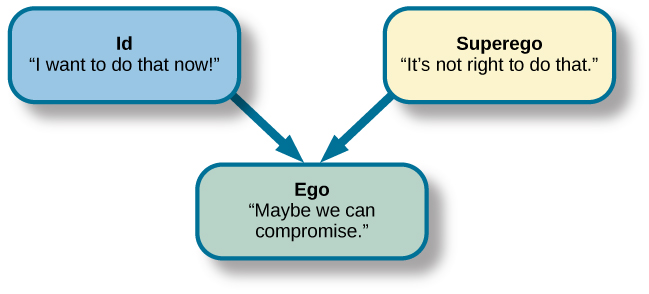 Id
“I want to do that now!”
Superego
“It’s not right to do that.”
Ego
“Maybe we can
compromise.”